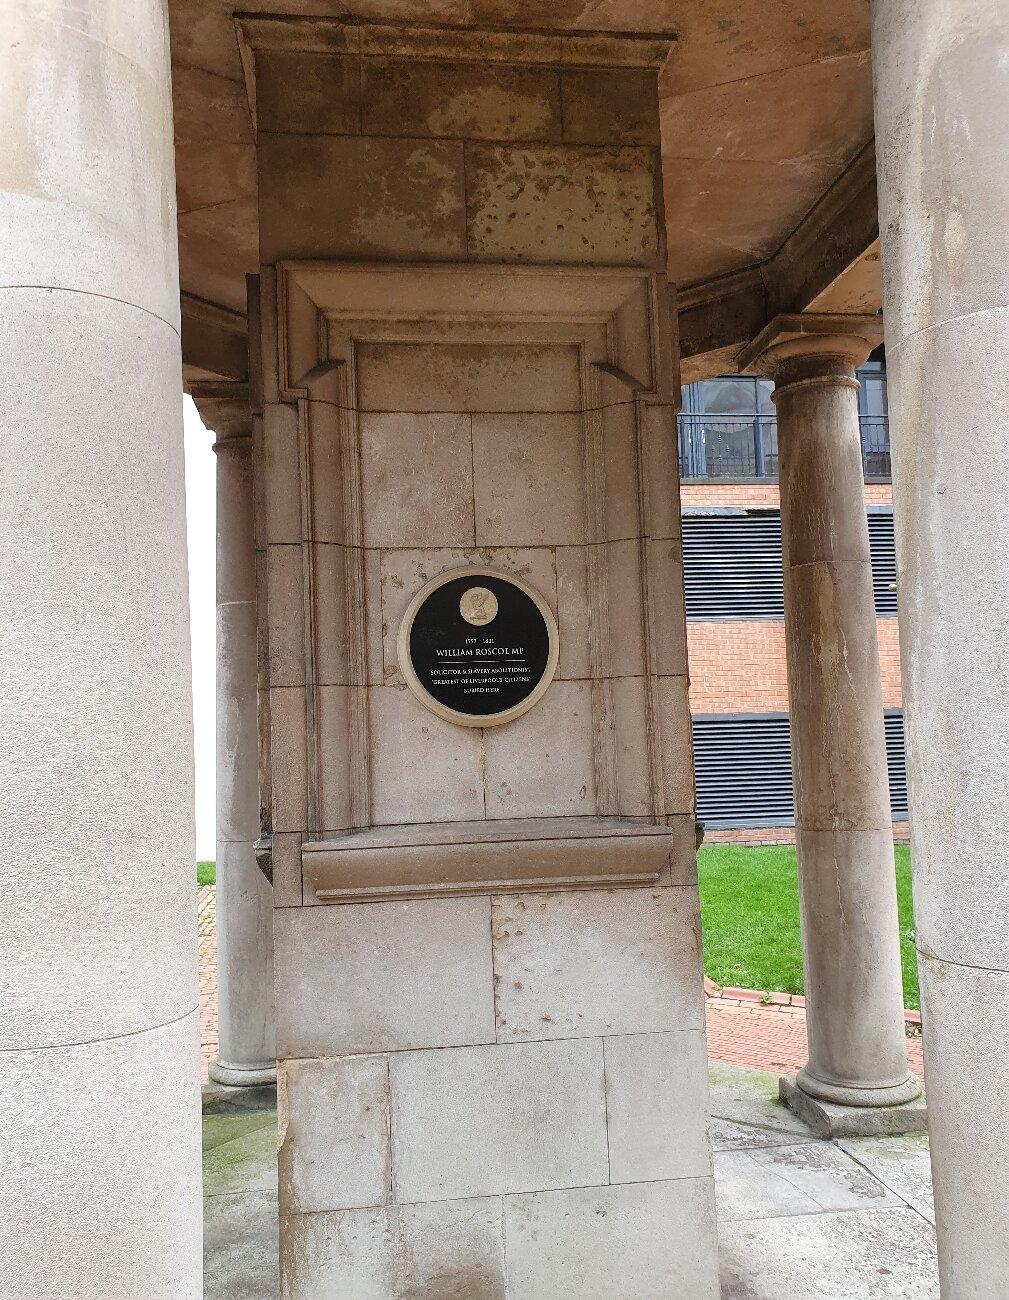 1753 - 1831
WILLIAM ROSCOE MP
SOLICITOR & SLAVERY ABOLITIONIST
'GREATEST OF LIVERPOOL'S CITIZENS'
BURIED HERE